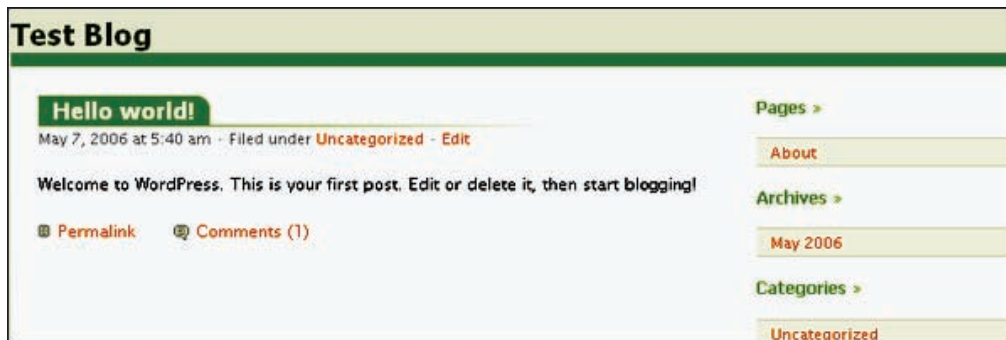 Test Blog
Hello world!
May 7, 2006 at 5:40 am · Filed under Uncategorized - Edit
Welcome to WordPress. This is your first post. Edit or delete it, then start blogging!
Permalink Comments (1)
Pages »
About
Archives »
May 2006
Categories »
Uncategorized